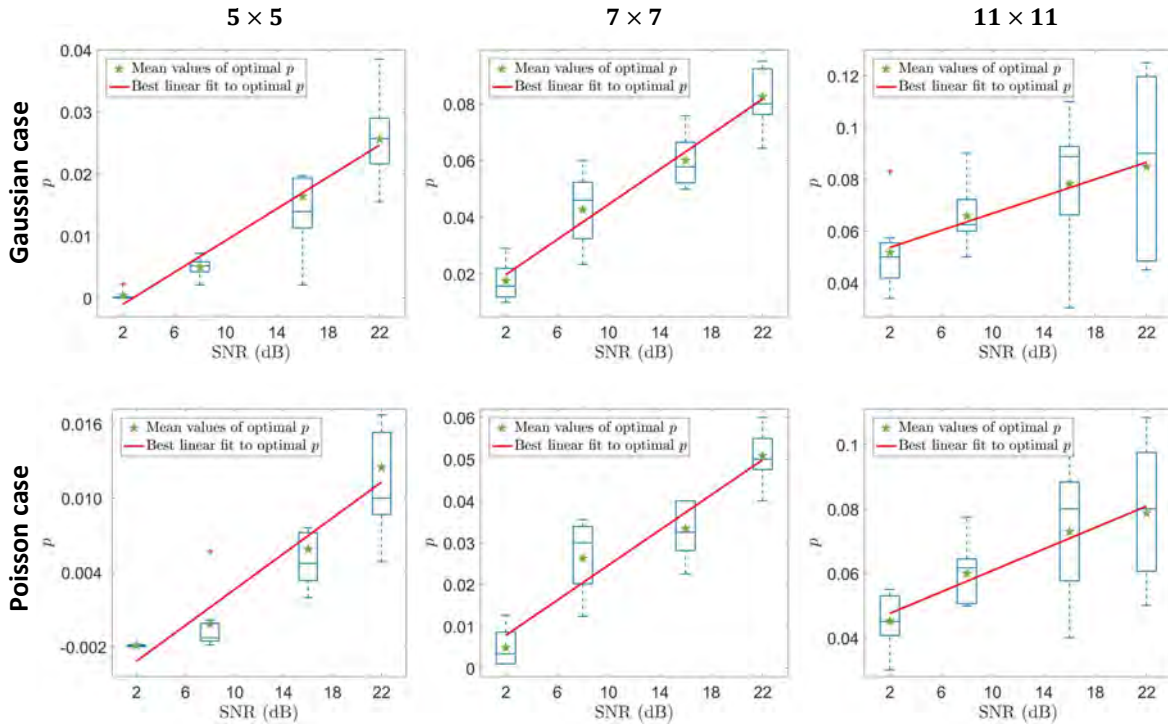 5 × 5
7 × 7
11 × 11
Gaussian case
0.04
0.03
0.02
0.01
0
p
Mean values of optimal p
Best linear fit to optimal p
2 6 10 14 18 22
SNR (dB)
0.08
0.06
0.04
0.02
p
Mean values of optimal p
Best linear fit to optimal p
2 6 10 14 18 22
SNR (dB)
0.12
0.1
0.08
0.06
0.04
p
Mean values of optimal p
Best linear fit to optimal p
2 6 10 14 18 22
SNR (dB)
Poisson case
0.016
0.010
0.004
-0.002
p
Mean values of optimal p
Best linear fit to optimal p
2 6 10 14 18 22
SNR (dB)
0.06
0.05
0.04
0.03
0.02
0.01
0
p
Mean values of optimal p
Best linear fit to optimal p
2 6 10 14 18 22
SNR (dB)
0.1
0.08
0.06
0.04
p
Mean values of optimal p
Best linear fit to optimal p
2 6 10 14 18 22
SNR (dB)